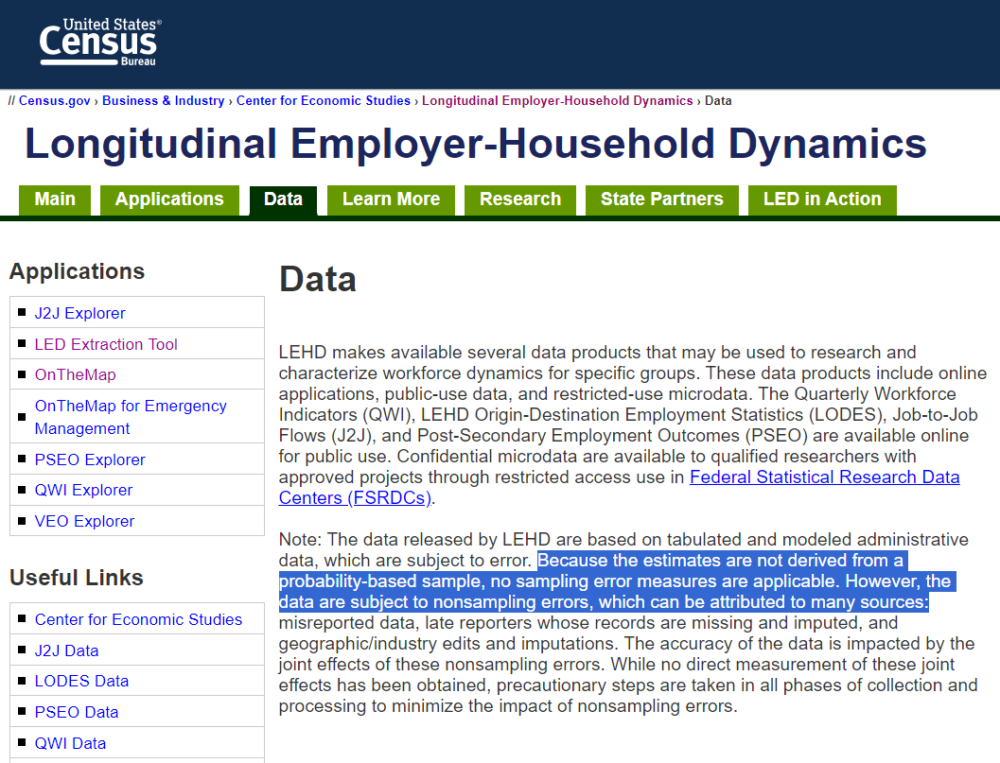 United States®
Census
Bureau
// Census.gov › Business & Industry › Center for Economic Studies › Longitudinal Employer-Household Dynamics › Data
Longitudinal Employer-Household Dynamics
Main
Applications
Data
Learn More
Research
State Partners
LED in Action
Applications
J2J Explorer
LED Extraction Tool
OnTheMap
OnTheMap for Emergency
Management
PSEO Explorer
QWI Explorer
VEO Explorer
Useful Links
Center for Economic Studies
J2J Data
LODES Data
PSEO Data
QWI Data
Data
LEHD makes available several data products that may be used to research and
characterize workforce dynamics for specific groups. These data products include online
applications, public-use data, and restricted-use microdata. The Quarterly Workforce
Indicators (QWI), LEHD Origin-Destination Employment Statistics (LODES), Job-to-Job
Flows (J2J), and Post-Secondary Employment Outcomes (PSEO) are available online
for public use. Confidential microdata are available to qualified researchers with
approved projects through restricted access use in Federal Statistical Research Data
Centers (FSRDCs).
Note: The data released by LEHD are based on tabulated and modeled administrative
data, which are subject to error. Because the estimates are not derived from a
probability-based sample, no sampling error measures are applicable. However, the
data are subject to nonsampling errors, which can be attributed to many sources:
misreported data, late reporters whose records are missing and imputed, and
geographic/industry edits and imputations. The accuracy of the data is impacted by the
joint effects of these nonsampling errors. While no direct measurement of these joint
effects has been obtained, precautionary steps are taken in all phases of collection and
processing to minimize the impact of nonsampling errors.